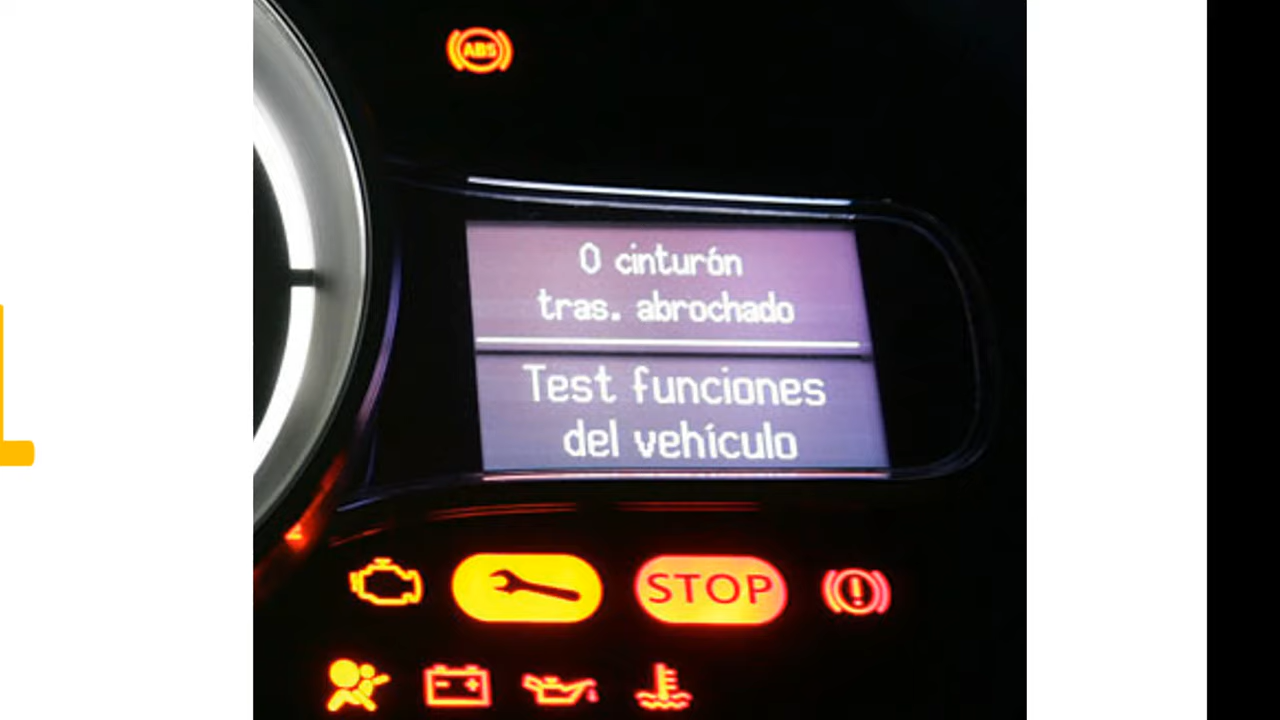 ABS
0 cinturón
tras. abrochado
Test funciones
del vehículo
STOP